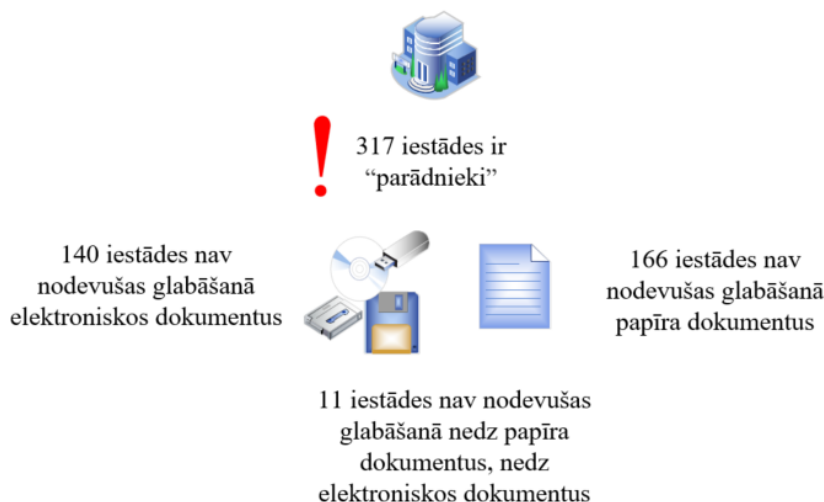 317 iestādes ir
“parādnieki”
140 iestādes nav
nodevušas glabāšanā
elektroniskos dokumentus
166 iestādes nav
nodevušas glabāšanā
papīra dokumentus
11 iestādes nav nodevušas
glabāšanā nedz papīra
dokumentus, nedz
elektroniskos dokumentus